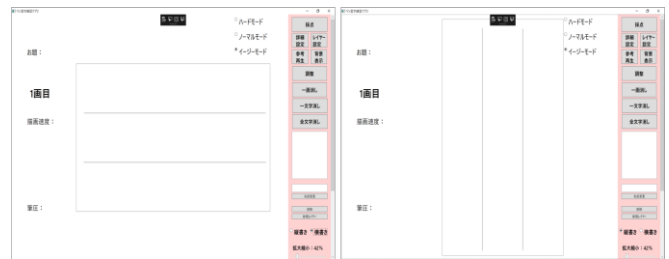 ハードモード
ノーマルモード
イージーモード
お題：
1画目
描画速度：
筆圧：
採点
詳細設定
レイヤー設定
参考再生
背景表示
調整
一画消し
一文字消し
全文字消し
縦書き 横書き
拡大縮小：42%
ハードモード
ノーマルモード
イージーモード
お題：
1画目
描画速度：
筆圧：
採点
詳細設定
レイヤー設定
参考再生
背景表示
調整
一画消し
一文字消し
全文字消し
縦書き 横書き
拡大縮小：42%